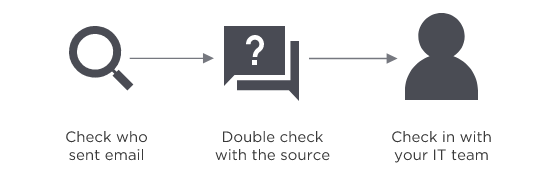 ?
Check who
sent email
Double check
with the source
Check in with
your IT team